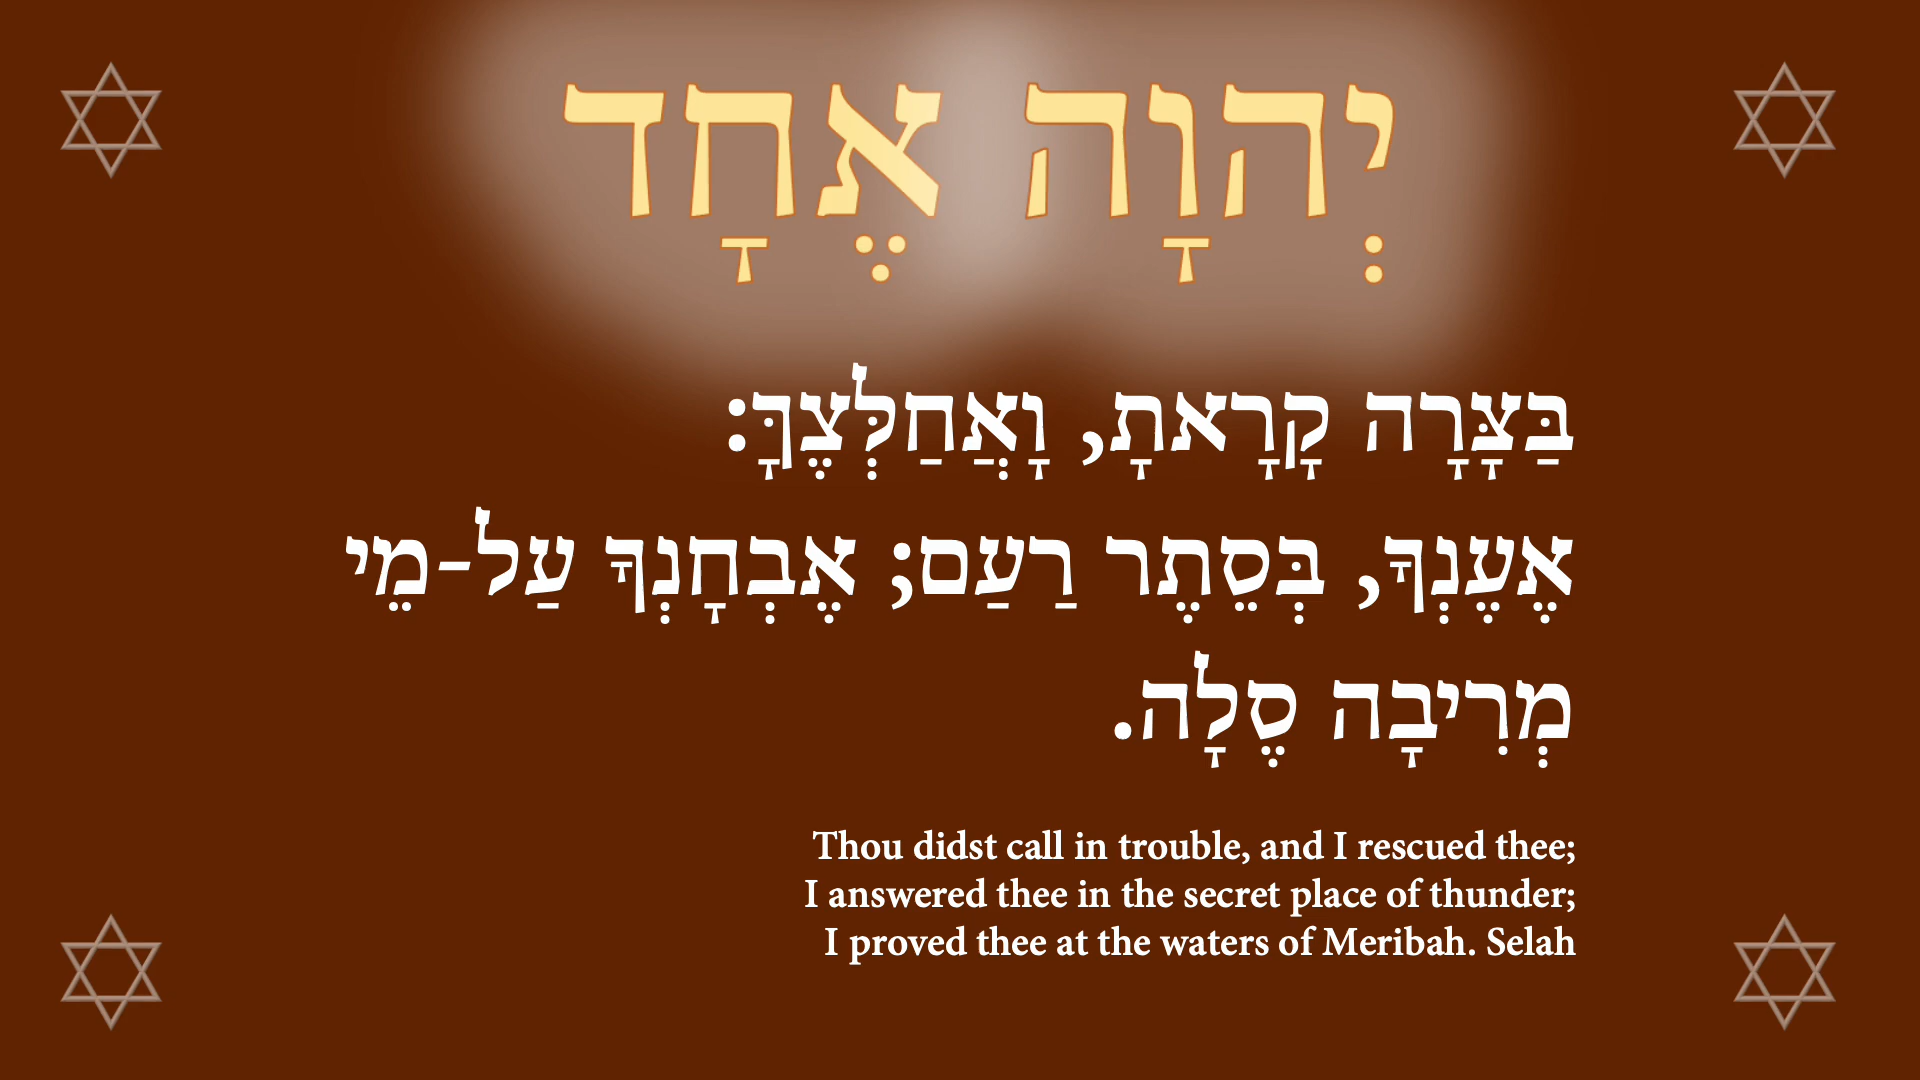 יְהוָה אֶחָד
בַּצָּרָה קָרָאתָ, וָאֲחַלְּצֶךָּ:
אֶעֶנְךָ, בְּסֵתֶר רַעַם; אֶבְחָנְךָ עַל-מֵי
מְרִיבָה סֶלָה.
Thou didst call in trouble, and I rescued thee;
I answered thee in the secret place of thunder;
I proved thee at the waters of Meribah. Selah